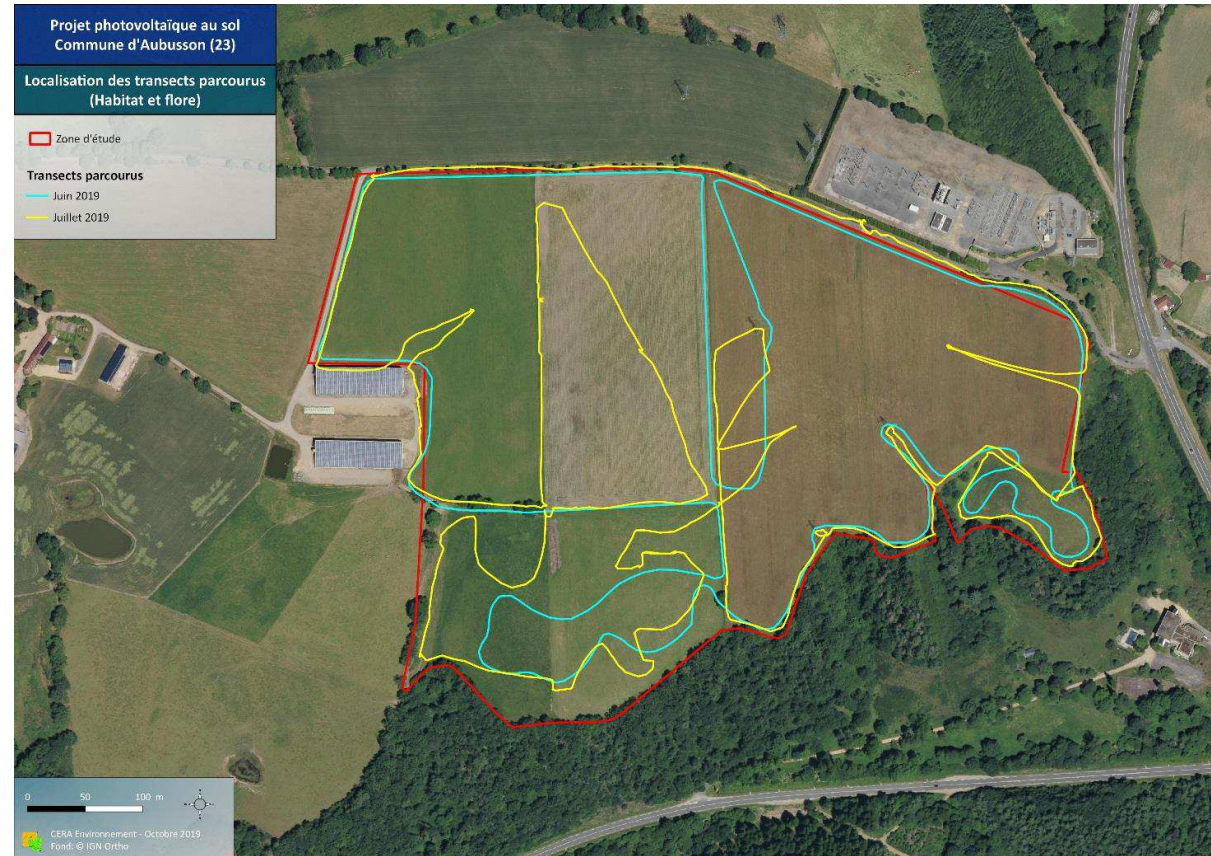 Projet photovoltaïque au sol
Commune d'Aubusson (23)
Localisation des transects parcourus
(Habitat et flore)
Zone d'étude
Transects parcourus
Juin 2019
Juillet 2019
0 50 100 m
CERA Environnement - Octobre 2019
Fond: © IGN Ortho